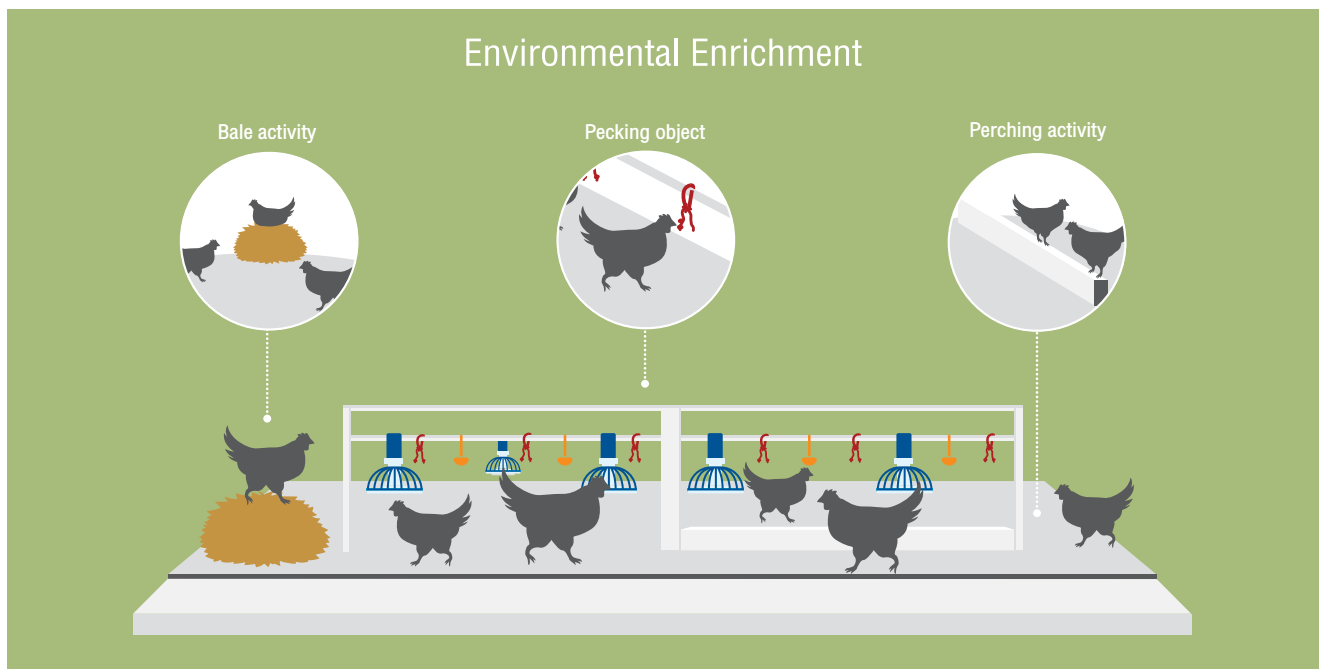 Environmental Enrichment
Bale activity
Pecking object
Perching activity